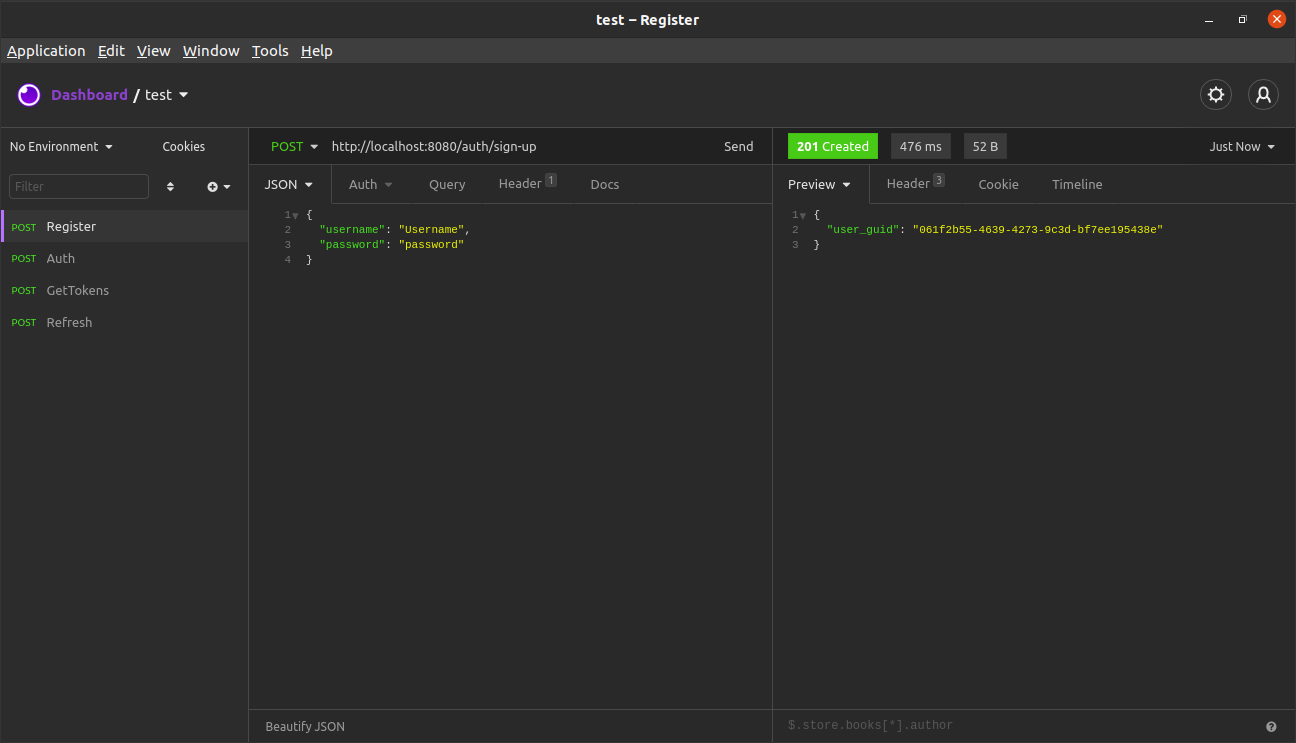 test – Register
Application Edit View Window Tools Help
Dashboard / test
No Environment Cookies
POST http://localhost:8080/auth/sign-up Send
201 Created 476 ms 52 B Just Now
Filter
JSON Auth Query Header 1 Docs
Preview Header 3 Cookie Timeline
POST Register
POST Auth
POST GetTokens
POST Refresh
1 {
2 "username": "Username",
3 "password": "password"
4 }
1 {
2 "user_guid": "061f2b55-4639-4273-9c3d-bf7ee195438e"
3 }
Beautify JSON
$.store.books[*].author